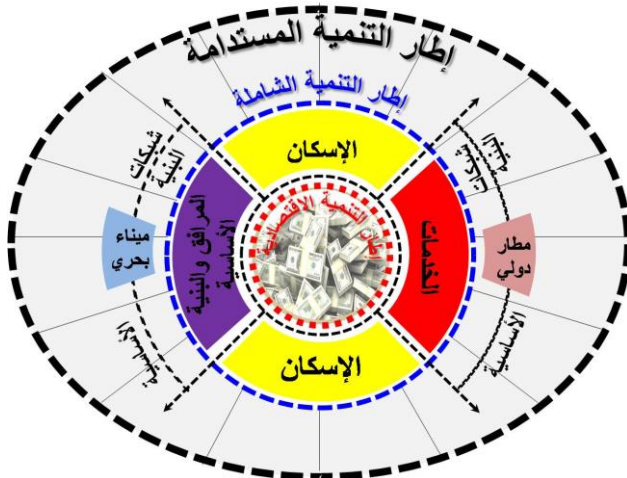 إطار التنمية المستدامة
إطار التنمية الشاملة
الإسكان
شبكات
البنية
الأساسية
المرافق والبنية
الأساسية
ميناء
بحري
إطار التنمية الاقتصادية
الخدمات
شبكات
البنية
الأساسية
مطار
دولي
الإسكان